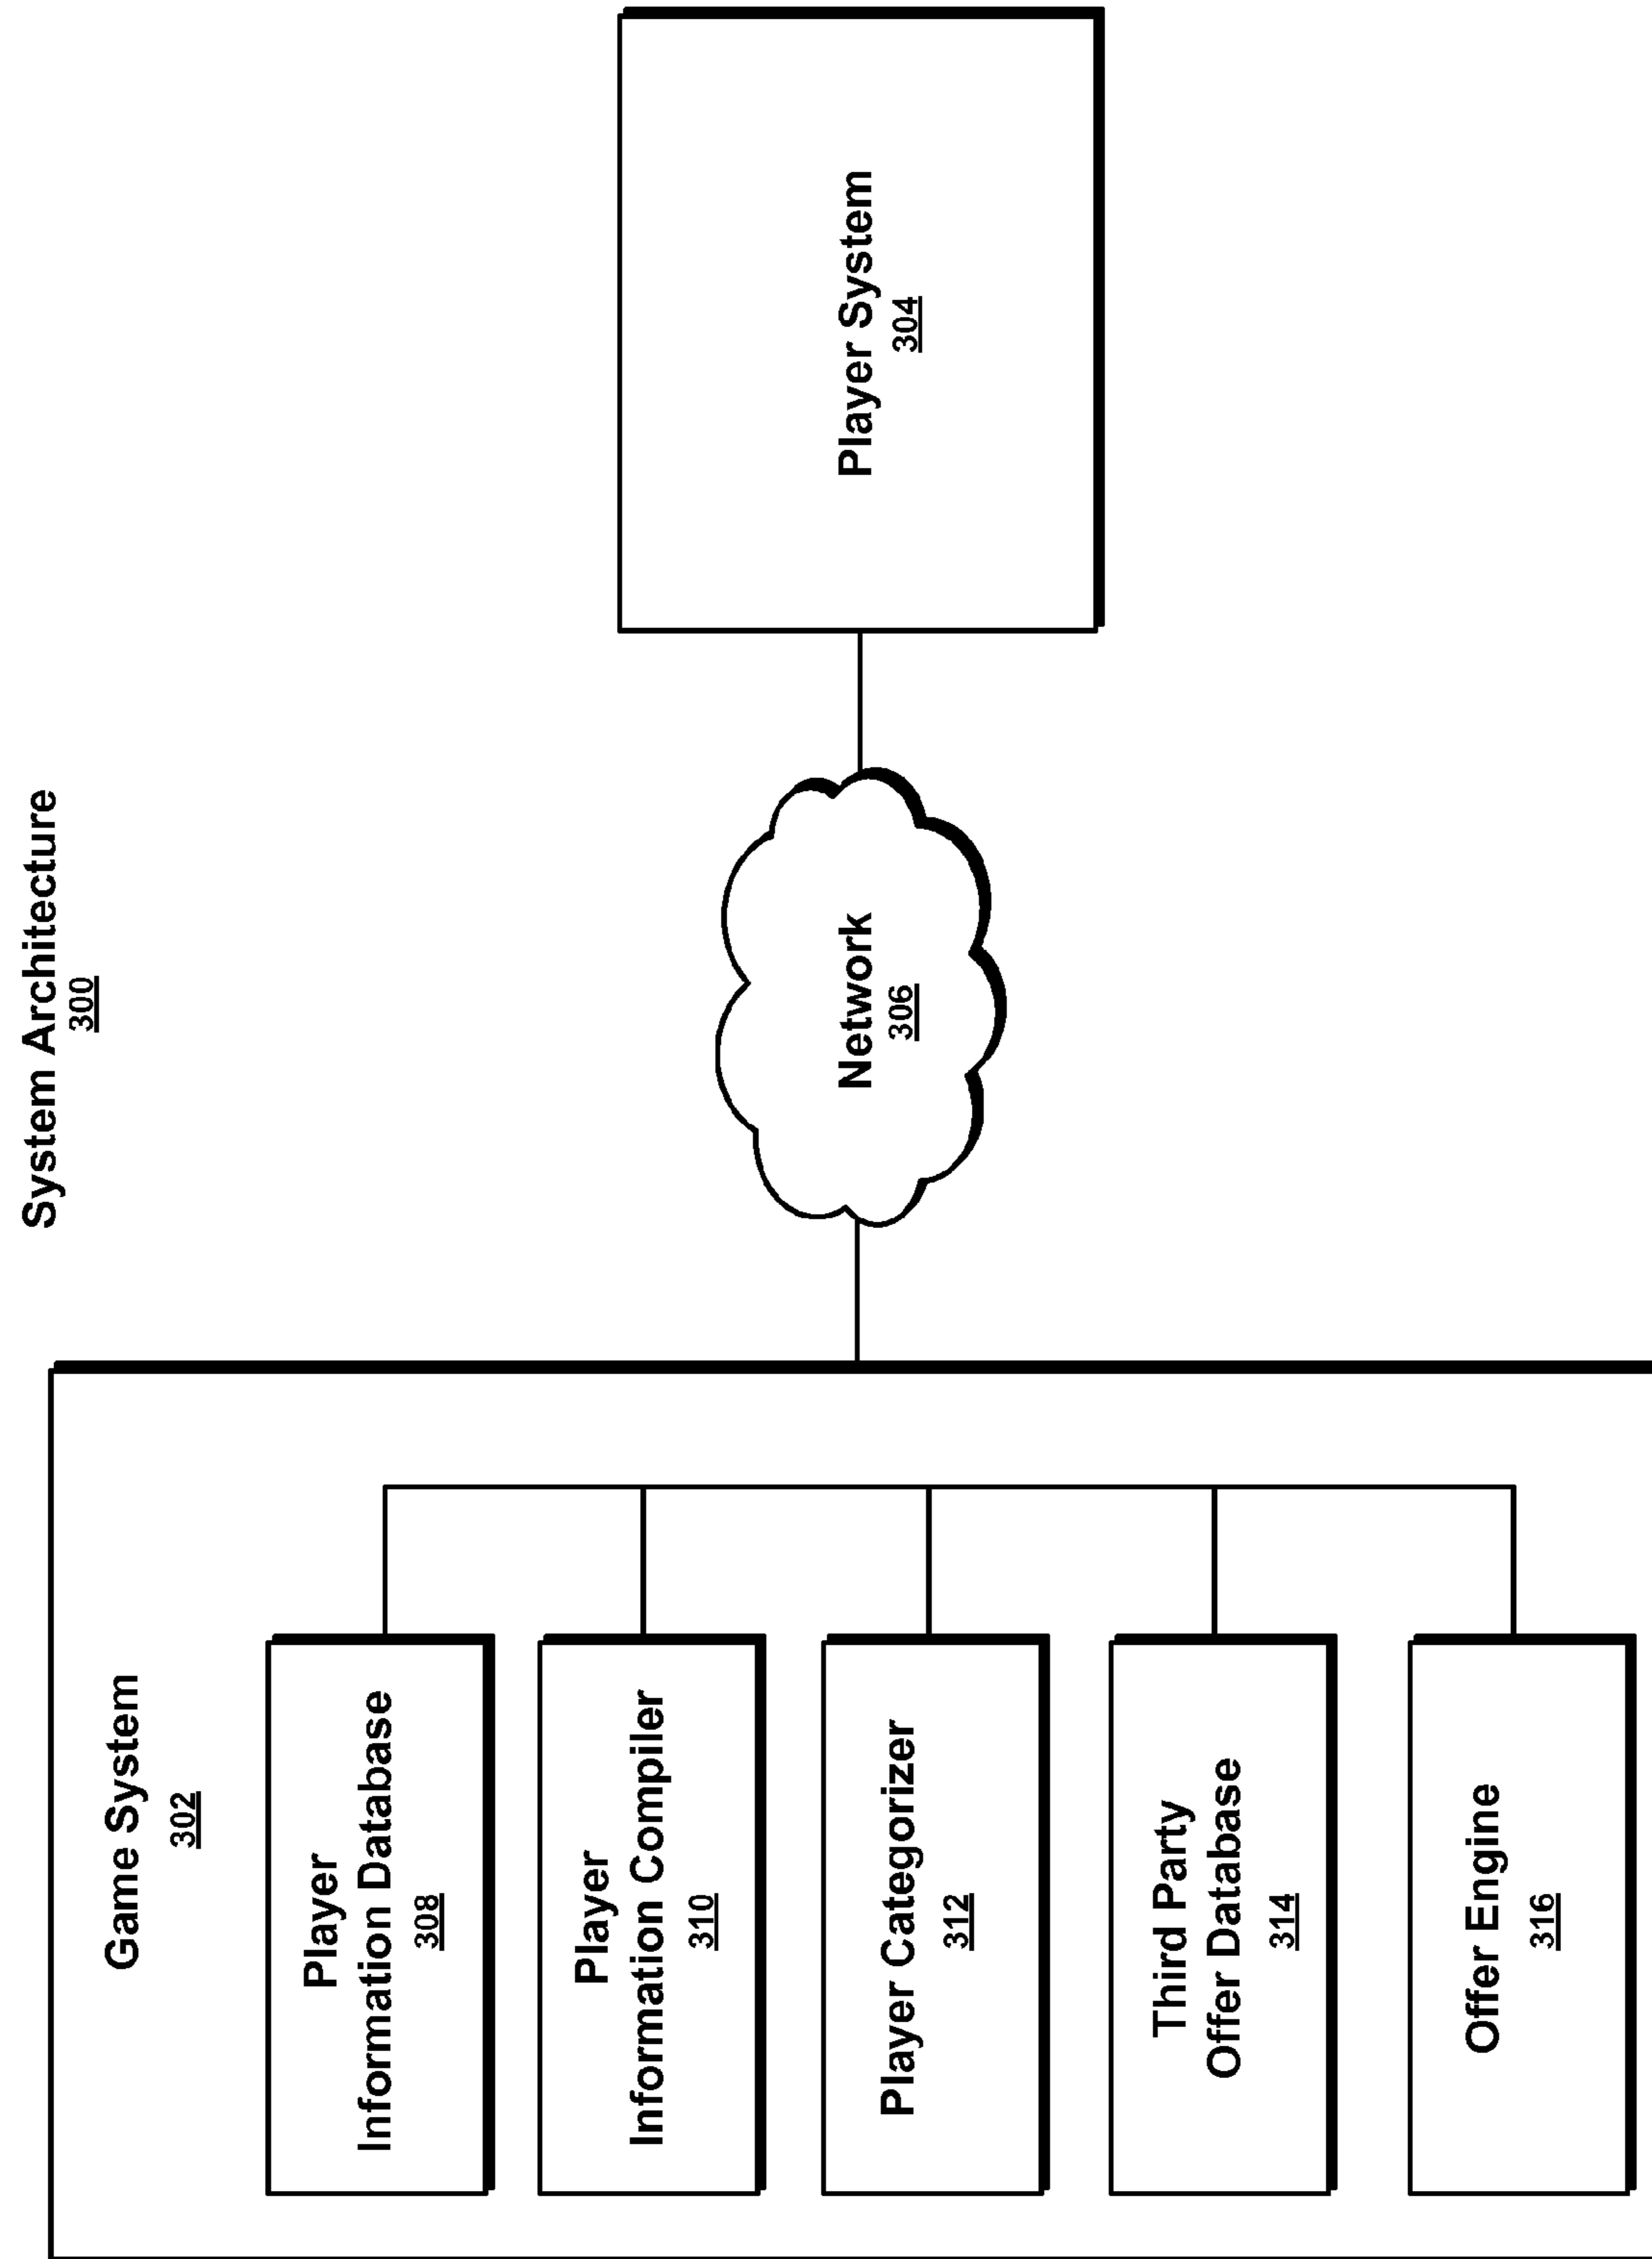 System Architecture
300
Game System
302
Player
Information Database
308
Player
Information Compiler
310
Player Categorizer
312
Third Party
Offer Database
314
Offer Engine
316
Network
306
Player System
304